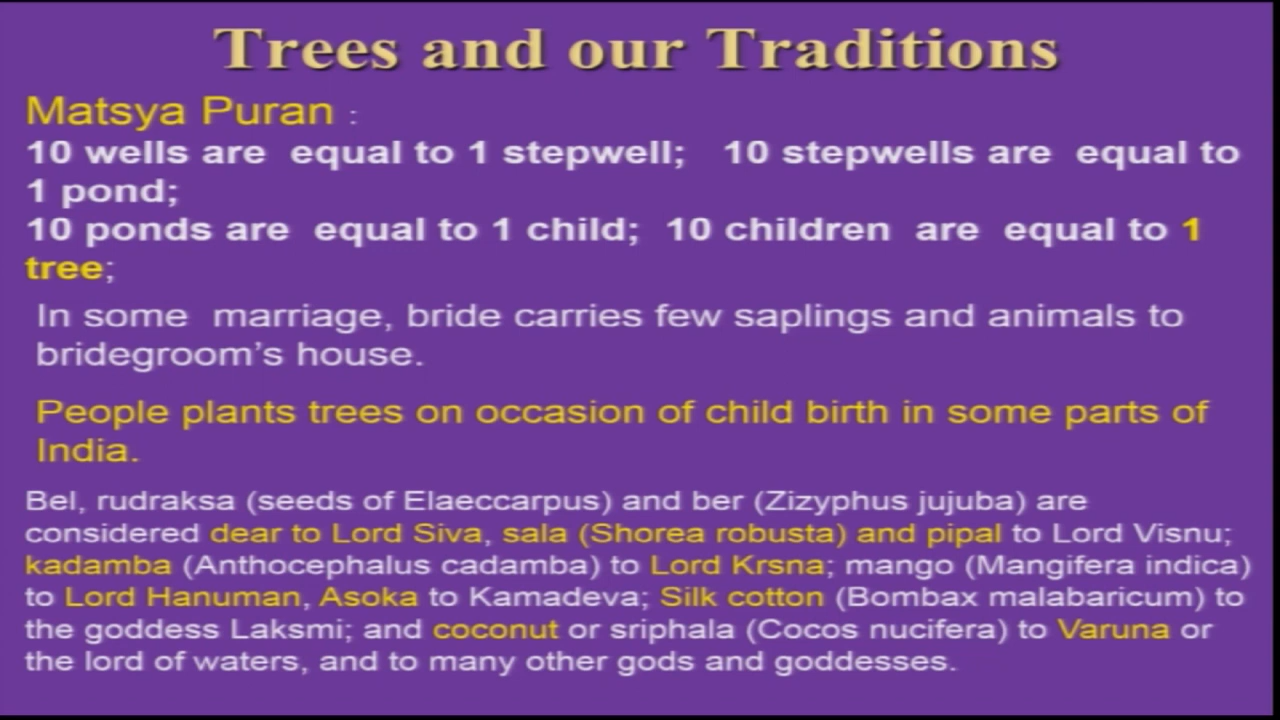 Trees and our Traditions
Matsya Puran :
10 wells are equal to 1 stepwell; 10 stepwells are equal to
1 pond;
10 ponds are equal to 1 child; 10 children are equal to 1
tree;
In some marriage, bride carries few saplings and animals to
bridegroom’s house.
People plants trees on occasion of child birth in some parts of
India.
Bel, rudraksa (seeds of Elaeccarpus) and ber (Zizyphus jujuba) are
considered dear to Lord Siva, sala (Shorea robusta) and pipal to Lord Visnu;
kadamba (Anthocephalus cadamba) to Lord Krsna; mango (Mangifera indica)
to Lord Hanuman, Asoka to Kamadeva; Silk cotton (Bombax malabaricum) to
the goddess Laksmi; and coconut or sriphala (Cocos nucifera) to Varuna or
the lord of waters, and to many other gods and goddesses.